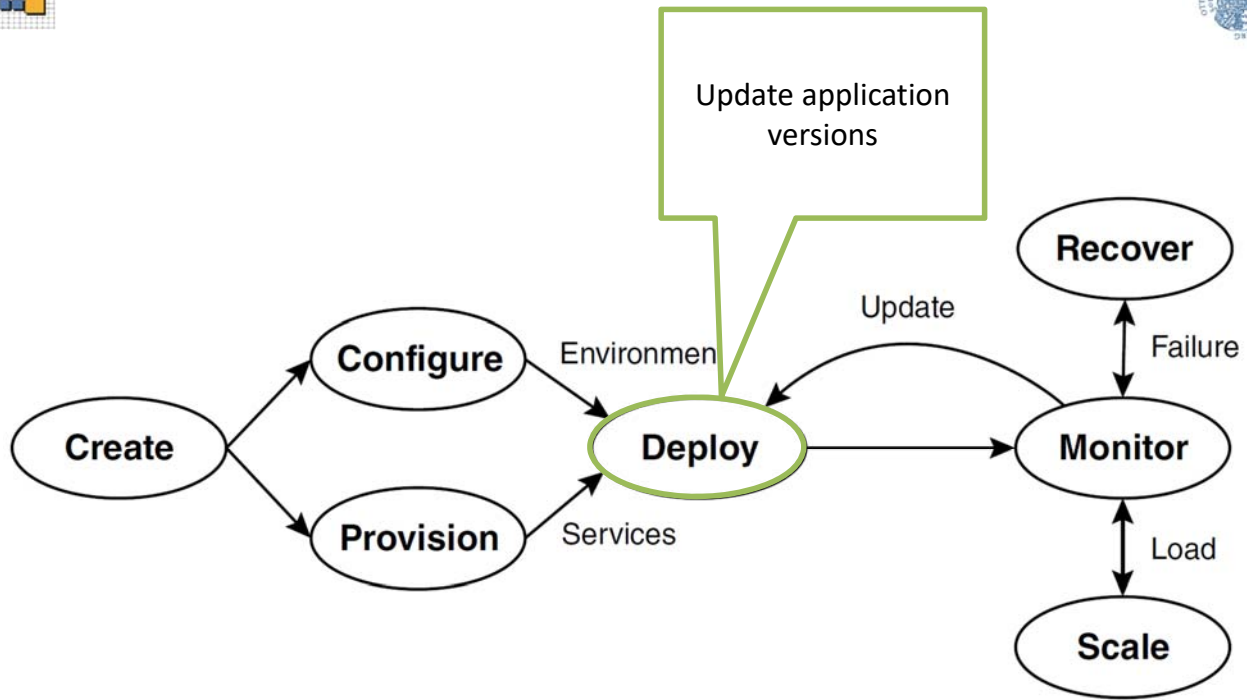 Update application
versions
Recover
Update
Failure
Configure
Environmen
Create
Deploy
Monitor
Provision
Services
Load
Scale